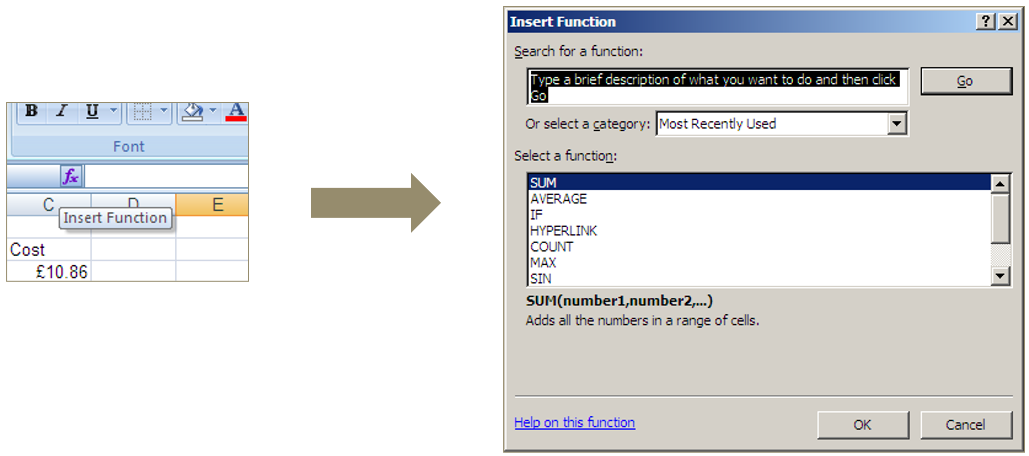 B I U A
Font
fx
C D E
Insert Function
Cost
£10.86
Insert Function
Search for a function:
Type a brief description of what you want to do and then click
Go
Go
Or select a category: Most Recently Used
Select a function:
SUM
AVERAGE
IF
HYPERLINK
COUNT
MAX
SIN
SUM(number1,number2,...)
Adds all the numbers in a range of cells.
Help on this function
OK Cancel